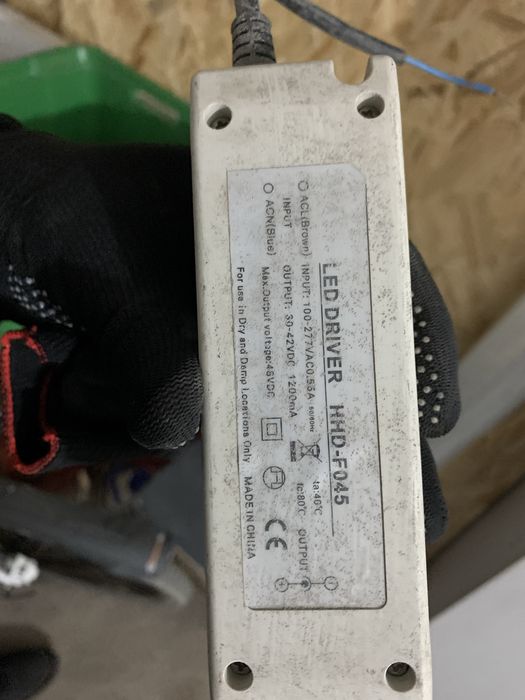 LED DRIVER HHD-F045
ACL(Brown) INPUT: 100-277VAC0.55A 50/60Hz
INPUT OUTPUT: 30-42VDC 1200mA
ACN(Blue) Max.Output voltage:45VDC
For use in Dry and Damp Locations Only MADE IN CHINA
ta:46°C
tc:80°C
CE
OUTPUT